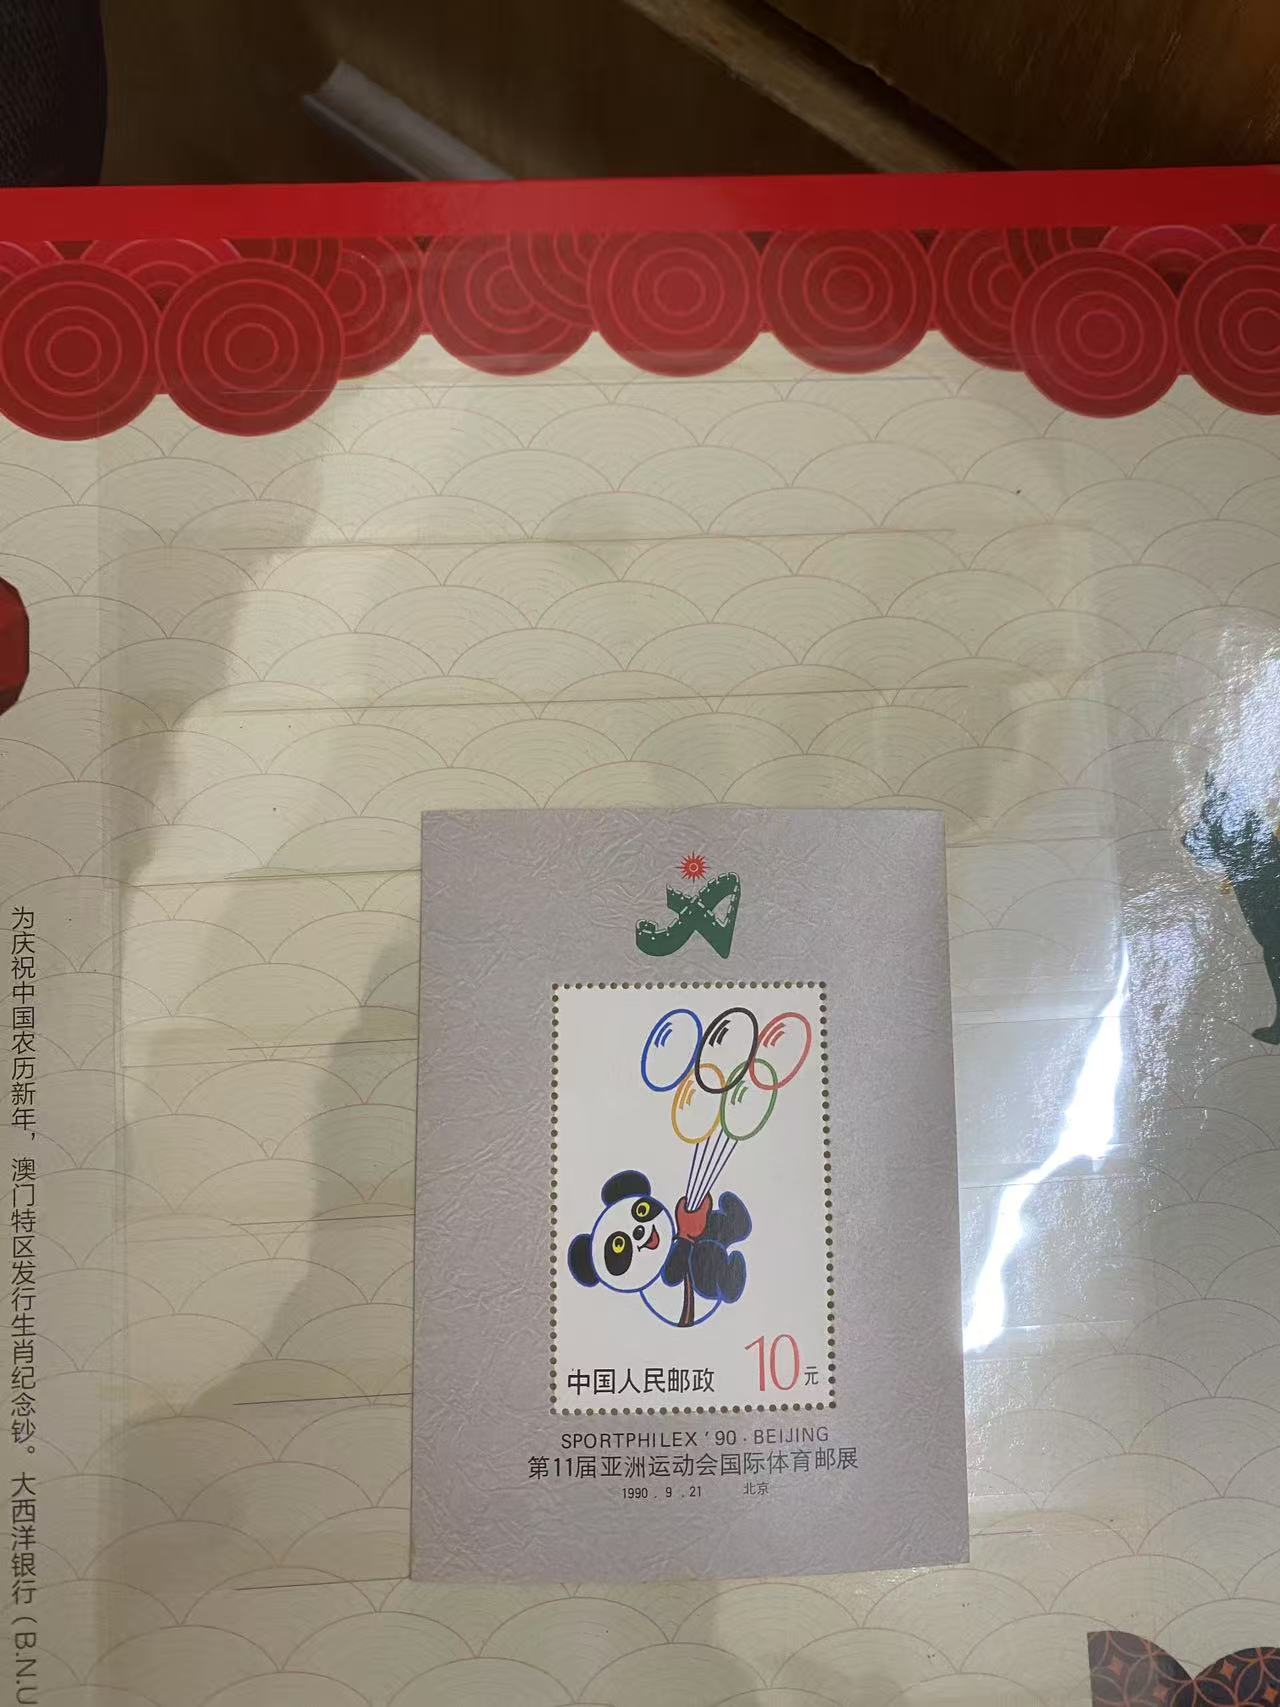 为庆祝中国农历新年，澳门特区发行生肖纪念钞。大西洋银行（B.N.U
中国人民邮政
10元
SPORTPHILEX '90 · BEIJING
第11届亚洲运动会国际体育邮展
1990 . 9 . 21 北京